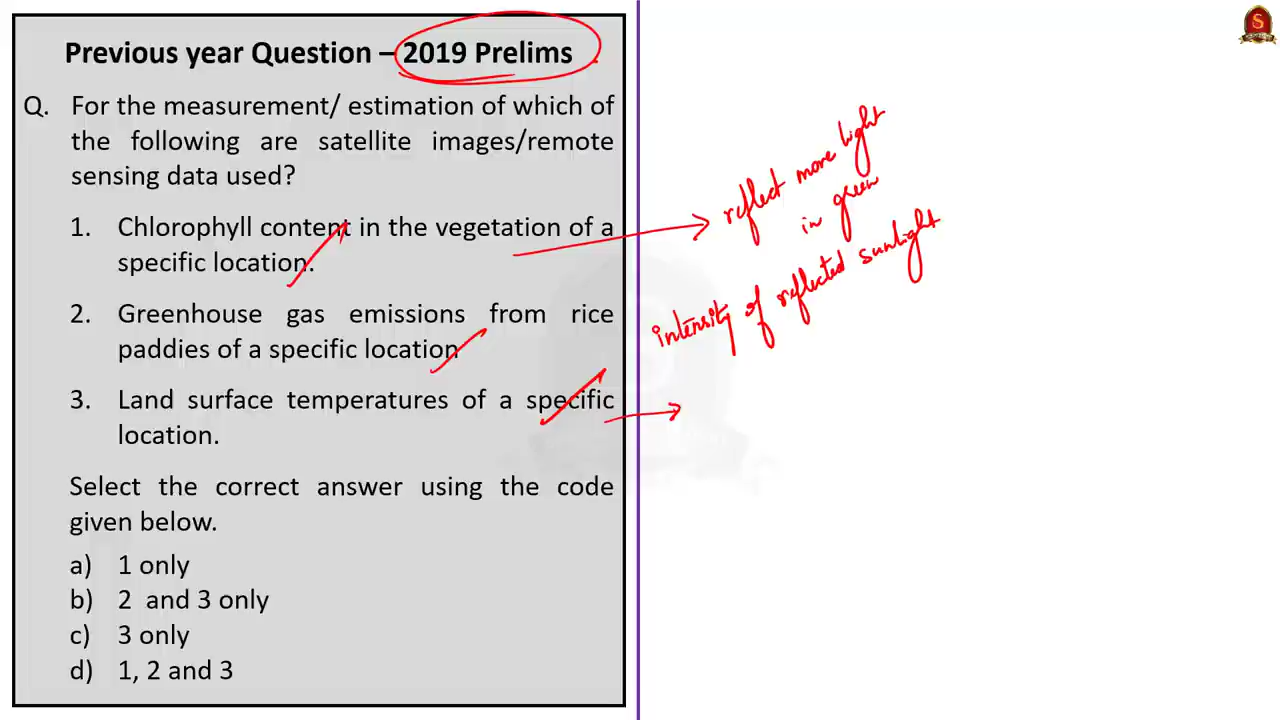 Previous year Question – 2019 Prelims
Q. For the measurement/ estimation of which of
the following are satellite images/remote
sensing data used?
1. Chlorophyll content in the vegetation of a
specific location.
2. Greenhouse gas emissions from rice
paddies of a specific location
3. Land surface temperatures of a specific
location.
Select the correct answer using the code
given below.
a) 1 only
b) 2 and 3 only
c) 3 only
d) 1, 2 and 3
reflect more light
in green
intensity of reflected sunlight
S